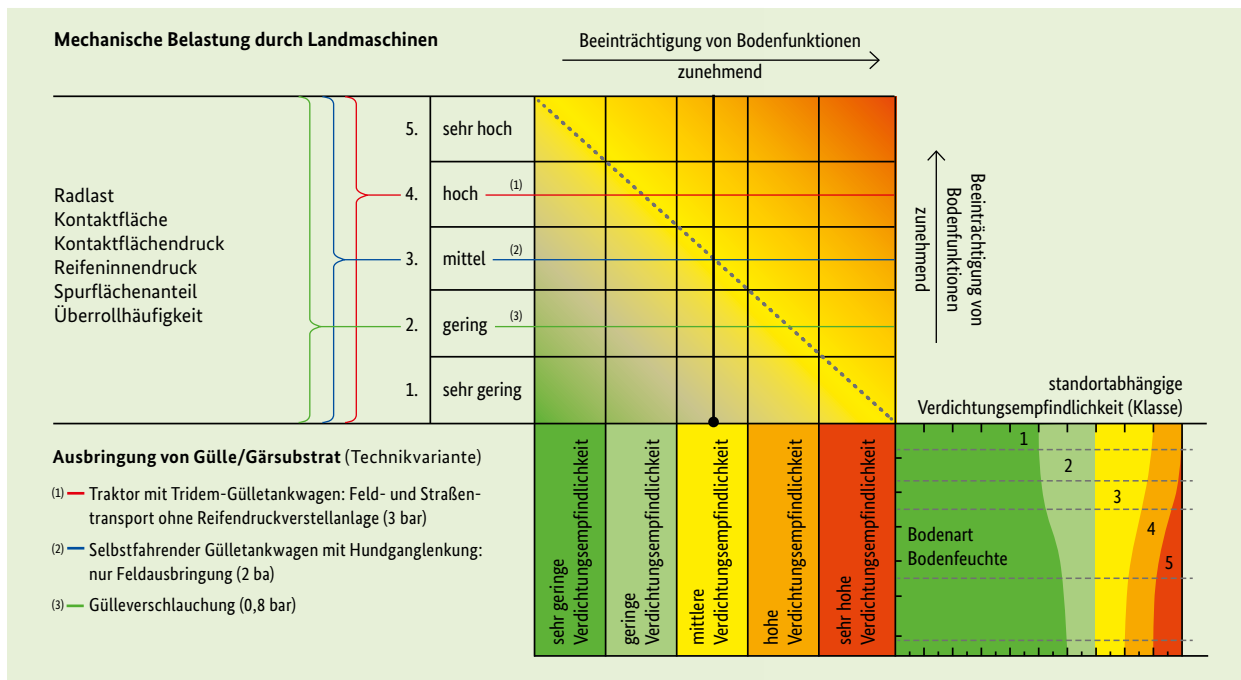 Mechanische Belastung durch Landmaschinen
Beeinträchtigung von Bodenfunktionen
zunehmend
Radlast
Kontaktfläche
Kontaktflächendruck
Reifeninnendruck
Spurflächenanteil
Überrollhäufigkeit
5. sehr hoch
4. hoch (1)
3. mittel (2)
2. gering (3)
1. sehr gering
Beeinträchtigung von
Bodenfunktionen
zunehmend
standortabhängige
Verdichtungsempfindlichkeit (Klasse)
Ausbringung von Gülle/Gärsubstrat (Technikvariante)
(1) Traktor mit Tridem-Gülletankwagen: Feld- und Straßen-
transport ohne Reifendruckverstellanlage (3 bar)
(2) Selbstfahrender Gülletankwagen mit Hundganglenkung:
nur Feldausbringung (2 ba)
(3) Gülleverschlauchung (0,8 bar)
sehr geringe
Verdichtungsempfindlichkeit
geringe
Verdichtungsempfindlichkeit
mittlere
Verdichtungsempfindlichkeit
hohe
Verdichtungsempfindlichkeit
sehr hohe
Verdichtungsempfindlichkeit
Bodenart
Bodenfeuchte
1
2
3
4
5